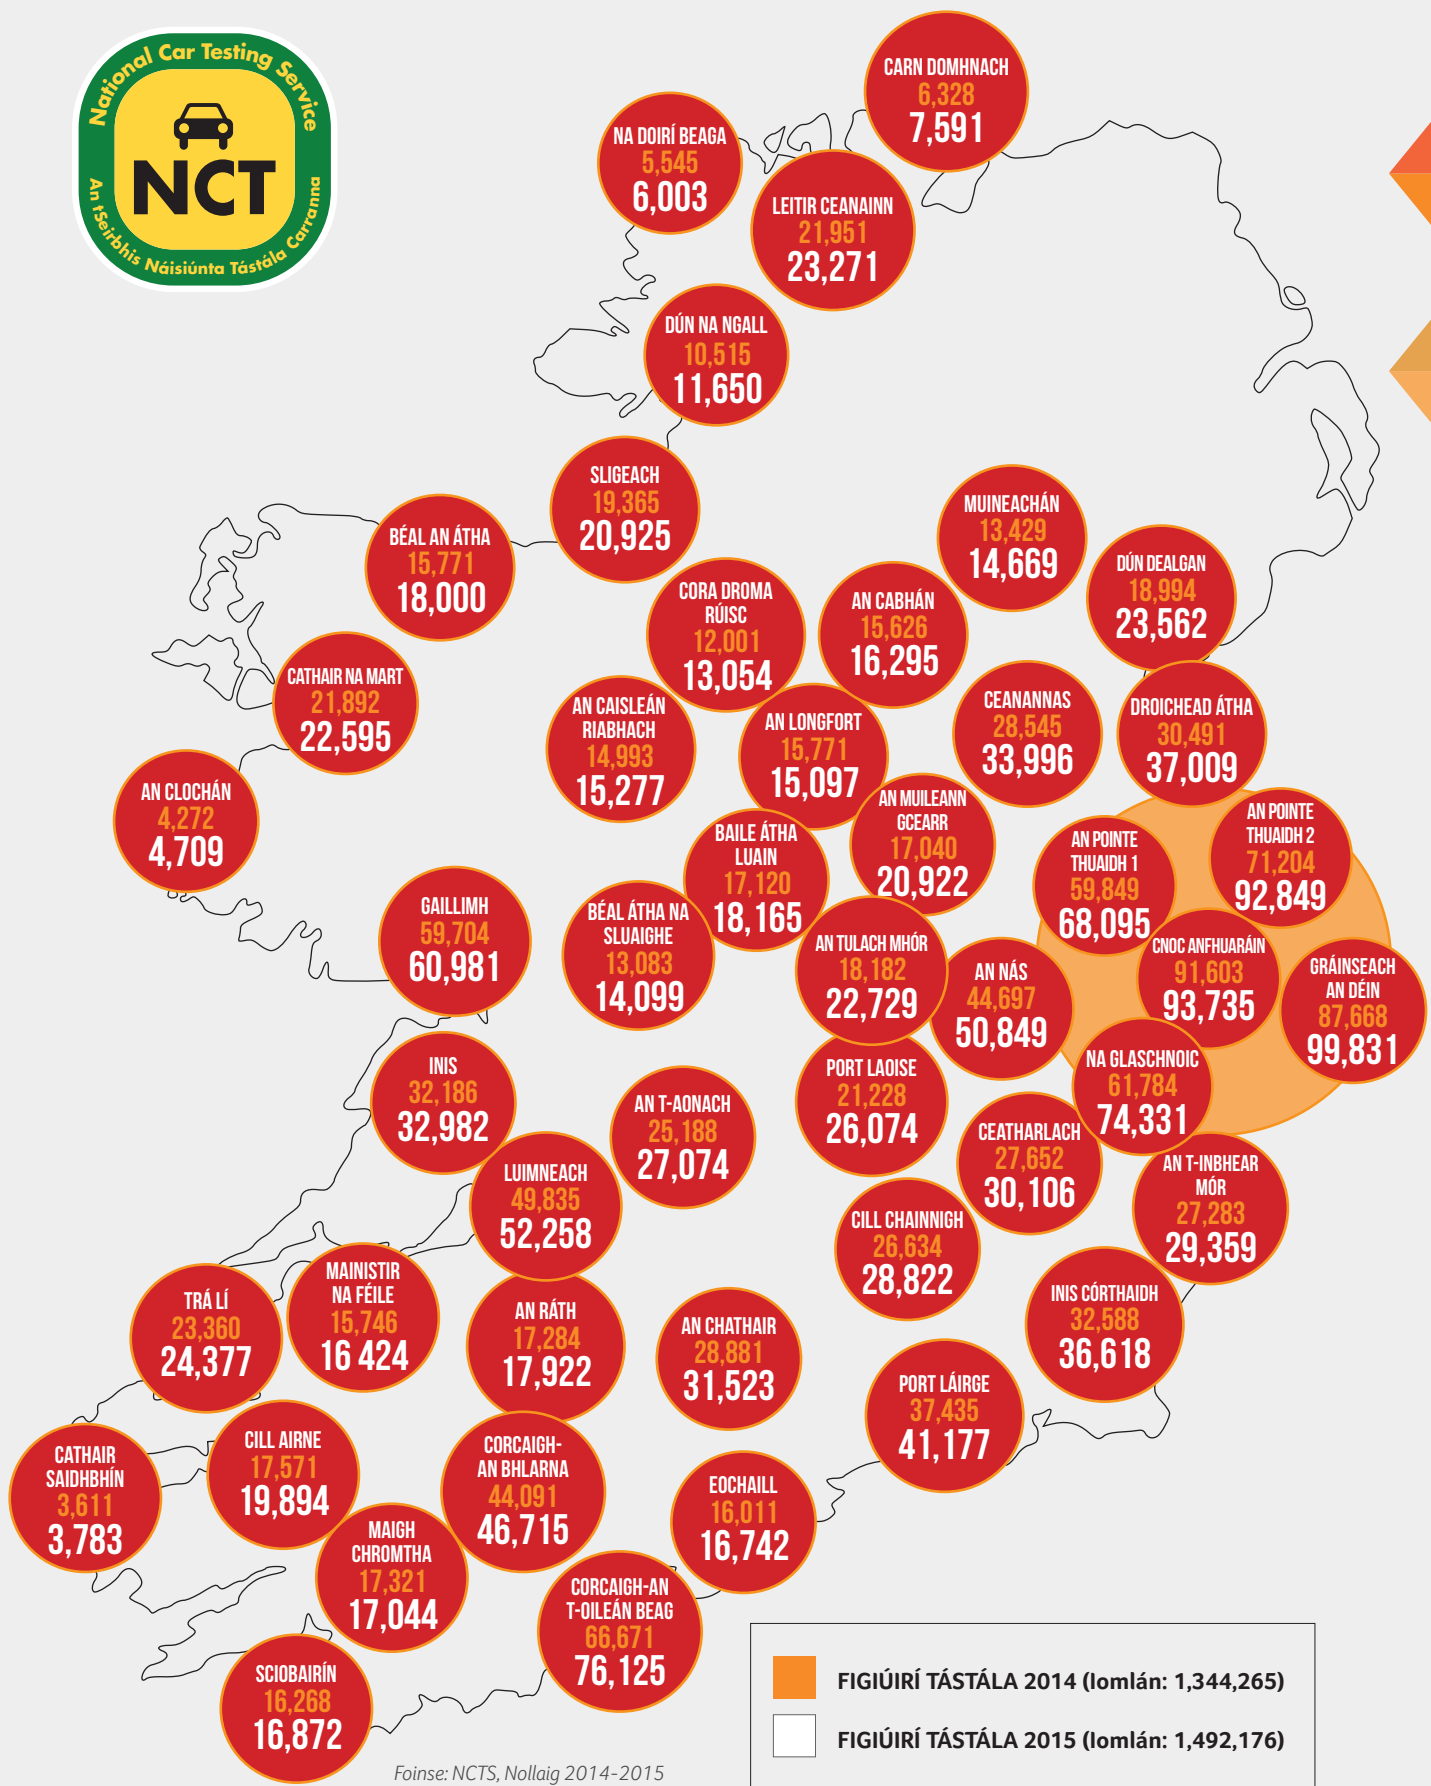 National Car Testing Service
NCT
An tSeirbhís Náisiúnta Tástála Carranna
CARN DOMHNACH
6,328
7,591
NA DOIRÍ BEAGA
5,545
6,003
LEITIR CEANAINN
21,951
23,271
DÚN NA NGALL
10,515
11,650
SLIGEACH
19,365
20,925
BÉAL AN ÁTHA
15,771
18,000
MUINEACHÁN
13,429
14,669
DÚN DEALGAN
18,994
23,562
CORA DROMA
RÚISC
12,001
13,054
AN CABHÁN
15,626
16,295
CATHAIR NA MART
21,892
22,595
AN CAISLEÁN
RIABHACH
14,993
15,277
AN LONGFORT
15,771
15,097
CEANANNAS
28,545
33,996
DROICHEAD ÁTHA
30,491
37,009
AN CLOCHÁN
4,272
4,709
AN MUILEANN
GCEARR
17,040
20,922
BAILE ÁTHA
LUAIN
17,120
18,165
AN POINTE
THUAIDH 1
59,849
68,095
AN POINTE
THUAIDH 2
71,204
92,849
GAILLIMH
59,704
60,981
BÉAL ÁTHA NA
SLUAIGHE
13,083
14,099
AN TULACH MHÓR
18,182
22,729
AN NÁS
44,697
50,849
CNOC ANFHUARÁIN
91,603
93,735
GRÁINSEACH
AN DÉIN
87,668
99,831
INIS
32,186
32,982
AN T-AONACH
25,188
27,074
PORT LAOISE
21,228
26,074
NA GLASCHNOIC
61,784
74,331
CEATHARLACH
27,652
30,106
LUIMNEACH
49,835
52,258
AN T-INBHEAR
MÓR
27,283
29,359
CILL CHAINNIGH
26,634
28,822
TRÁ LÍ
23,360
24,377
MAINISTIR
NA FÉILE
15,746
16 424
AN RÁTH
17,284
17,922
AN CHATHAIR
28,881
31,523
INIS CÓRTHAIDH
32,588
36,618
PORT LÁIRGE
37,435
41,177
CATHAIR
SAIDHBHÍN
3,611
3,783
CILL AIRNE
17,571
19,894
CORCAIGH-
AN BHLARNA
44,091
46,715
EOCHAILL
16,011
16,742
MAIGH
CHROMTHA
17,321
17,044
CORCAIGH-AN
T-OILEÁN BEAG
66,671
76,125
SCIOBAIRÍN
16,268
16,872
FIGIÚIRÍ TÁSTÁLA 2014 (Iomlán: 1,344,265)
FIGIÚIRÍ TÁSTÁLA 2015 (Iomlán: 1,492,176)
Foinse: NCTS, Nollaig 2014-2015